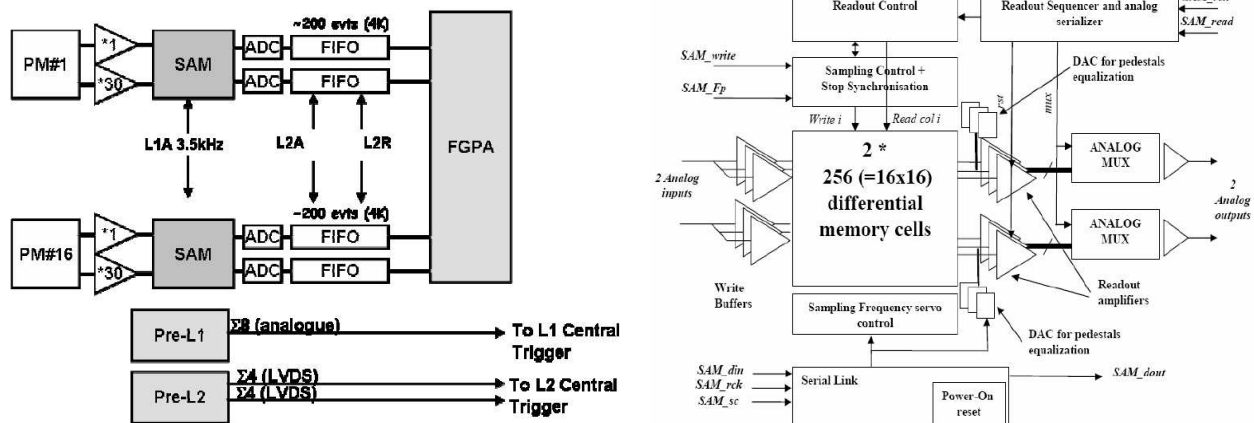 ~200 evts (4K)
PM#1
*1
*30
SAM
ADC
FIFO
ADC
FIFO
L1A 3.5kHz
L2A
L2R
FGPA
~200 evts (4K)
PM#16
*1
*30
SAM
ADC
FIFO
ADC
FIFO
Pre-L1
Σ8 (analogue)
To L1 Central
Trigger
Pre-L2
Σ4 (LVDS)
Σ4 (LVDS)
To L2 Central
Trigger
Readout Control
Readout Sequencer and analog
serializer
SAM_read
SAM_write
SAM_Fp
Sampling Control +
Stop Synchronisation
DAC for pedestals
equalization
rst
mux
Write i
Read col i
2 Analog
inputs
2 *
256 (=16x16)
differential
memory cells
ANALOG
MUX
ANALOG
MUX
2
Analog
outputs
Write
Buffers
Readout
amplifiers
Sampling Frequency servo
control
DAC for pedestals
equalization
SAM_din
SAM_rck
SAM_sc
Serial Link
Power-On
reset
SAM_dout